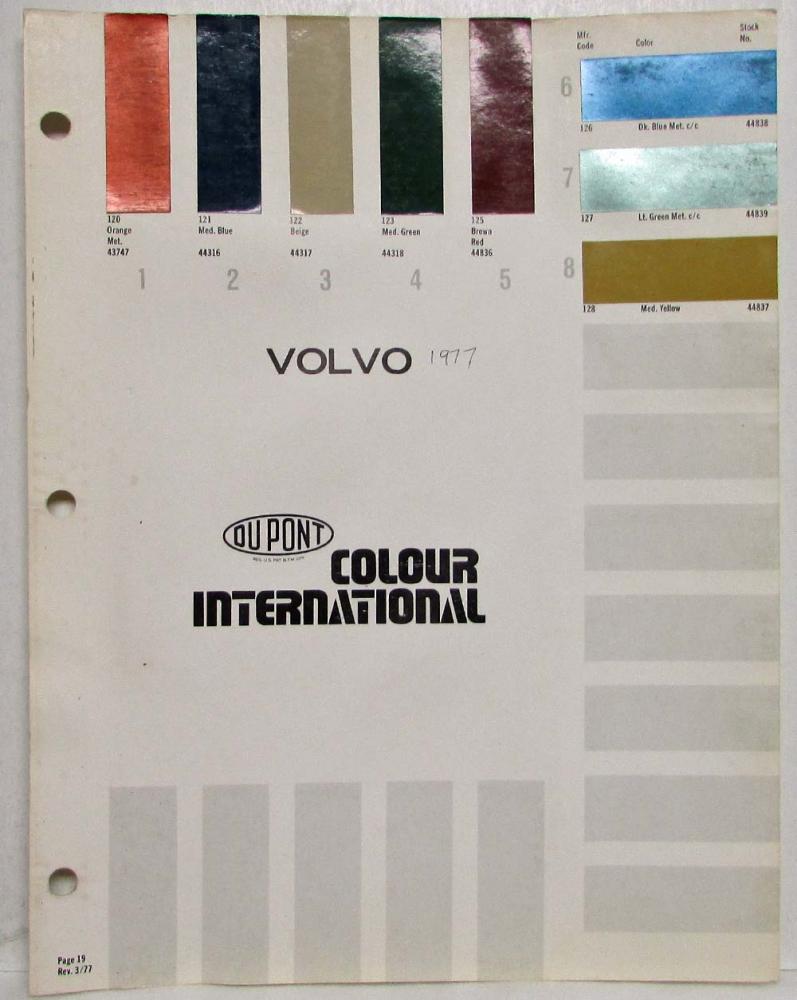 Mfr. Code
Color
Stock No.
6
126 Dk. Blue Met. c/c 44838
7
127 Lt. Green Met. c/c 44839
8
128 Med. Yellow 44837
120
Orange
Met.
43747
121
Med. Blue
44316
122
Beige
44317
123
Med. Green
44318
125
Brown
Red
44836
1 2 3 4 5
VOLVO 1977
DU PONT
REG. U.S. PAT & T.M. OFF.
COLOUR
INTERNATIONAL
Page 19
Rev. 3/77